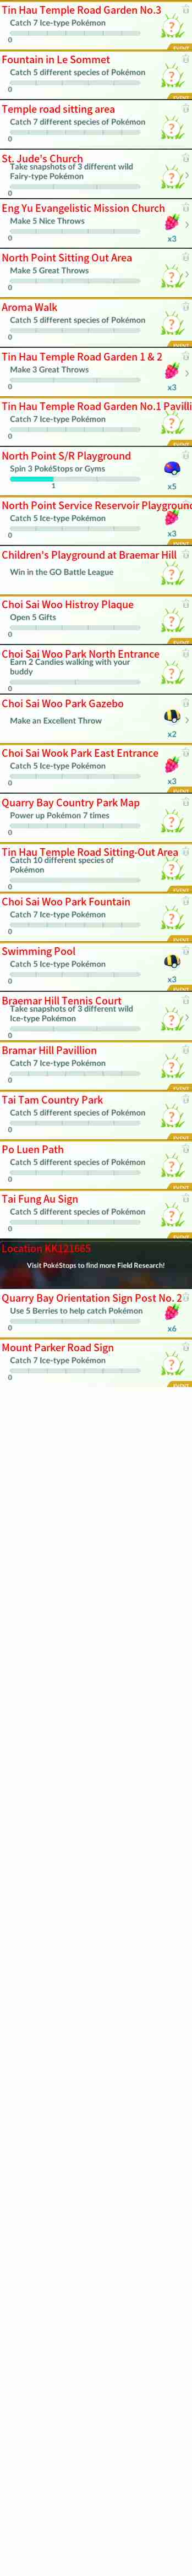 Tin Hau Temple Road Garden No.3
Catch 7 Ice-type Pokémon
0
EVENT
Fountain in Le Sommet
Catch 5 different species of Pokémon
0
EVENT
Temple road sitting area
Catch 7 different species of Pokémon
0
St. Jude's Church
Take snapshots of 3 different wild
Fairy-type Pokémon
0
Eng Yu Evangelistic Mission Church
Make 5 Nice Throws
0
x3
North Point Sitting Out Area
Make 5 Great Throws
0
Aroma Walk
Catch 5 different species of Pokémon
0
Tin Hau Temple Road Garden 1 & 2
Make 3 Great Throws
0
x3
Tin Hau Temple Road Garden No.1 Pavilli
Catch 7 Ice-type Pokémon
0
North Point S/R Playground
Spin 3 PokéStops or Gyms
1
x5
North Point Service Reservoir Playground
Catch 5 Ice-type Pokémon
0
x3
Children's Playground at Braemar Hill
Win in the GO Battle League
Choi Sai Woo Histroy Plaque
Open 5 Gifts
0
Choi Sai Woo Park North Entrance
Earn 2 Candies walking with your
buddy
0
Choi Sai Woo Park Gazebo
Make an Excellent Throw
x2
Choi Sai Wook Park East Entrance
Catch 5 Ice-type Pokémon
0
x3
Quarry Bay Country Park Map
Power up Pokémon 7 times
0
Tin Hau Temple Road Sitting-Out Area
Catch 10 different species of
Pokémon
0
Choi Sai Woo Park Fountain
Catch 7 Ice-type Pokémon
0
Swimming Pool
Catch 5 Ice-type Pokémon
0
x3
Braemar Hill Tennis Court
Take snapshots of 3 different wild
Ice-type Pokémon
0
Bramar Hill Pavillion
Catch 7 Ice-type Pokémon
0
Tai Tam Country Park
Catch 5 different species of Pokémon
0
Po Luen Path
Catch 5 different species of Pokémon
0
Tai Fung Au Sign
Catch 5 different species of Pokémon
0
Location KK121665
Visit PokéStops to find more Field Research!
Quarry Bay Orientation Sign Post No. 2
Use 5 Berries to help catch Pokémon
0
x6
Mount Parker Road Sign
Catch 7 Ice-type Pokémon
0